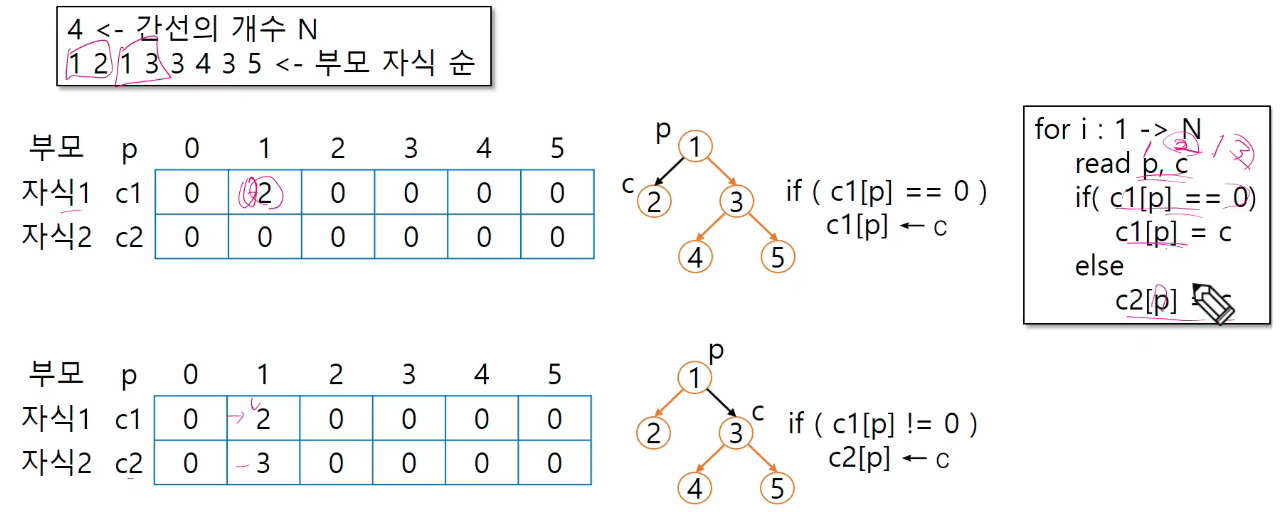 4 <- 간선의 개수 N
1 2 1 3 3 4 3 5 <- 부모 자식 순
부모 p 0 1 2 3 4 5
자식1 c1 0 2 0 0 0 0
자식2 c2 0 0 0 0 0 0
p
1
c
2 3
4 5
if ( c1[p] == 0 )
c1[p] ← c
for i : 1 -> N
2 1 3
read p, c
if( c1[p] == 0)
c1[p] = c
else
c2[p] = c
부모 p 0 1 2 3 4 5
자식1 c1 0 2 0 0 0 0
자식2 c2 0 3 0 0 0 0
p
1
c
2 3
4 5
if ( c1[p] != 0 )
c2[p] ← c